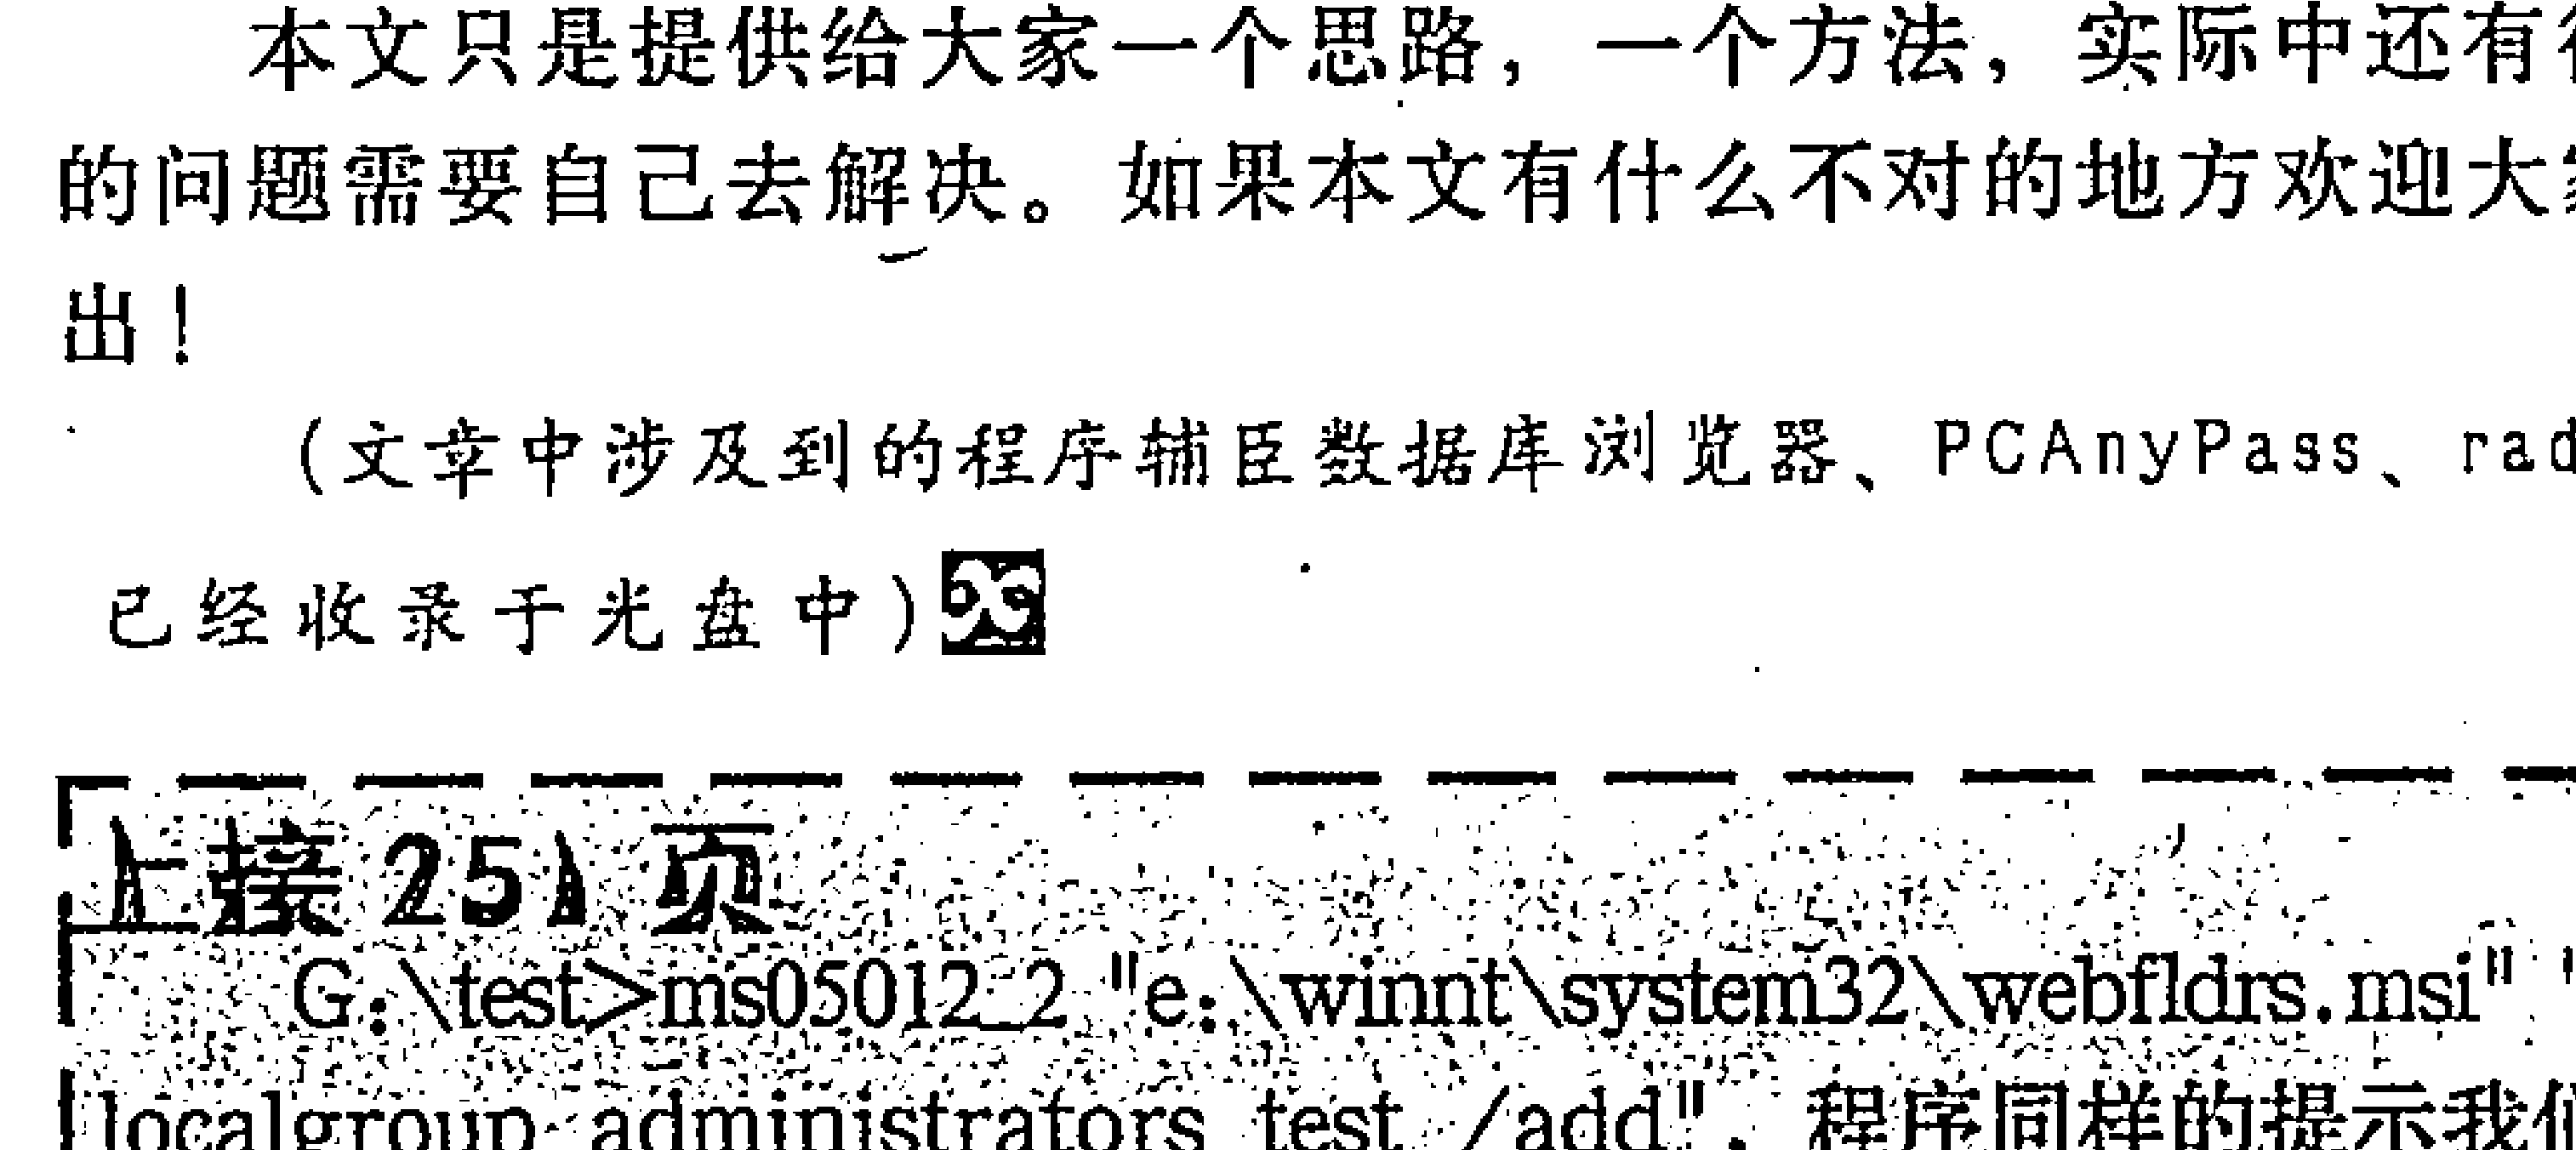 本文只是提供给大家一个思路，一个方法，实际中还有
的问题需要自己去解决。如果本文有什么不对的地方欢迎大家
出！
(文章中涉及到的程序辅臣数据库浏览器、PCAnyPass、rad
已经收录于光盘中)
上接251页
G:\test>ms05012_2 "e:\winnt\system32\webfldrs.msi" "
localgroup administrators test /add"，程序同样的提示我们